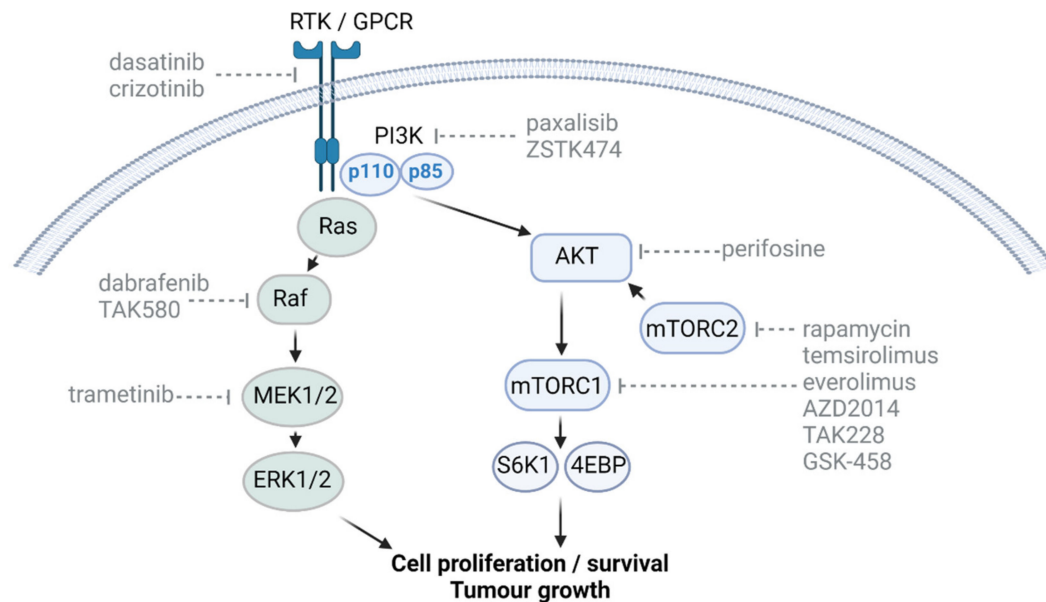 RTK / GPCR
dasatinib
crizotinib
PI3K
paxalisib
ZSTK474
p110
p85
Ras
AKT
perifosine
dabrafenib
TAK580
Raf
mTORC2
rapamycin
temsirolimus
everolimus
AZD2014
TAK228
GSK-458
trametinib
MEK1/2
mTORC1
ERK1/2
S6K1
4EBP
Cell proliferation / survival
Tumour growth